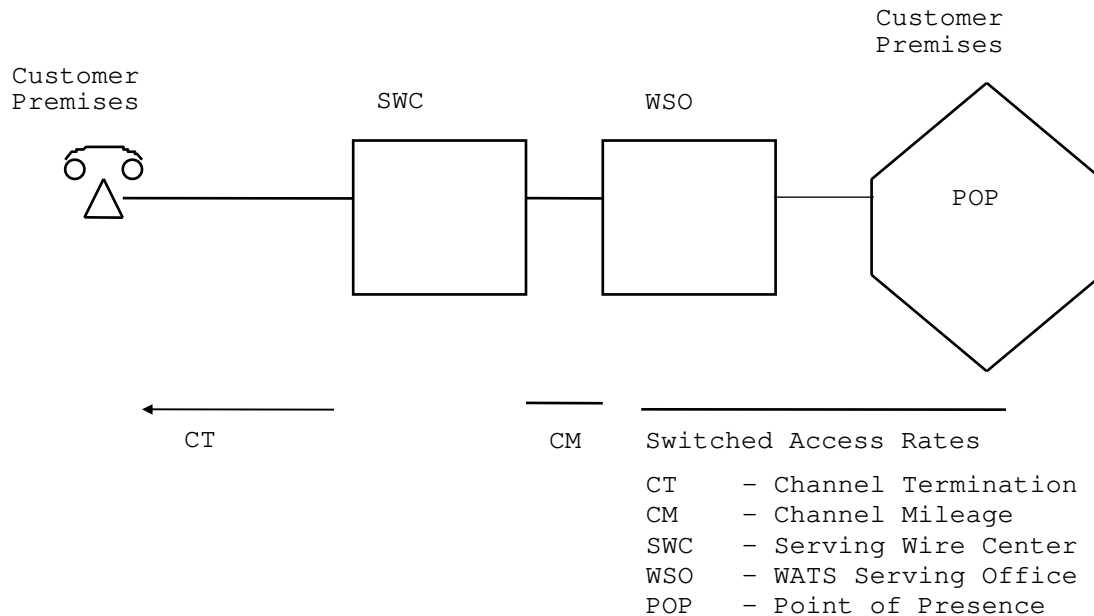 Customer
Premises
Customer
Premises
SWC
WSO
POP
CT
CM
Switched Access Rates
CT – Channel Termination
CM – Channel Mileage
SWC – Serving Wire Center
WSO – WATS Serving Office
POP – Point of Presence